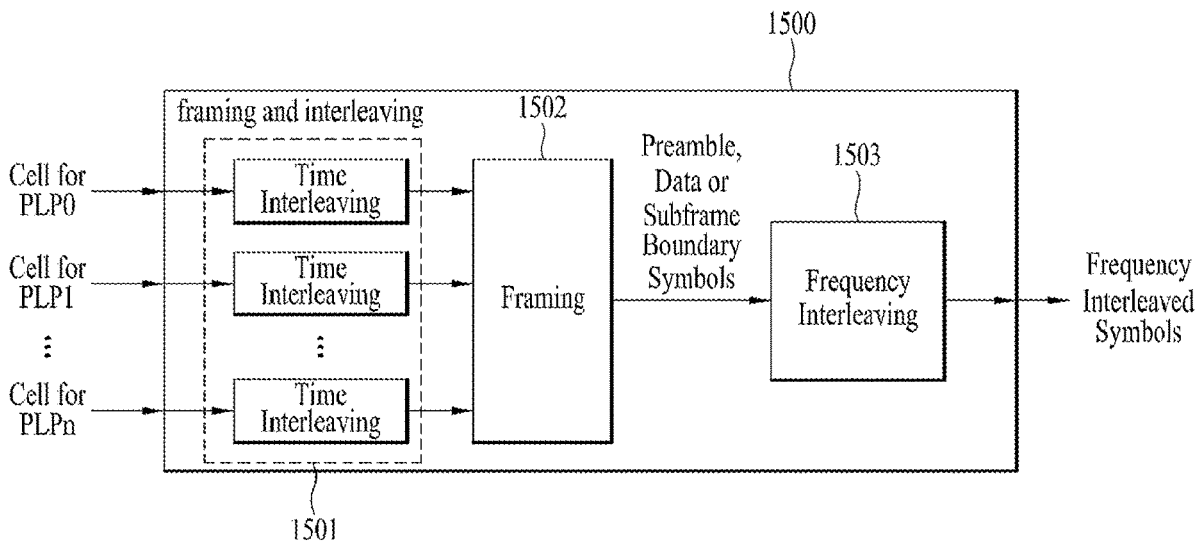 1500
framing and interleaving
1502
Cell for
PLP0
Time
Interleaving
Preamble,
Data or
Subframe
Boundary
Symbols
1503
Cell for
PLP1
Time
Interleaving
Framing
Frequency
Interleaving
Frequency
Interleaved
Symbols
Cell for
PLPn
Time
Interleaving
1501